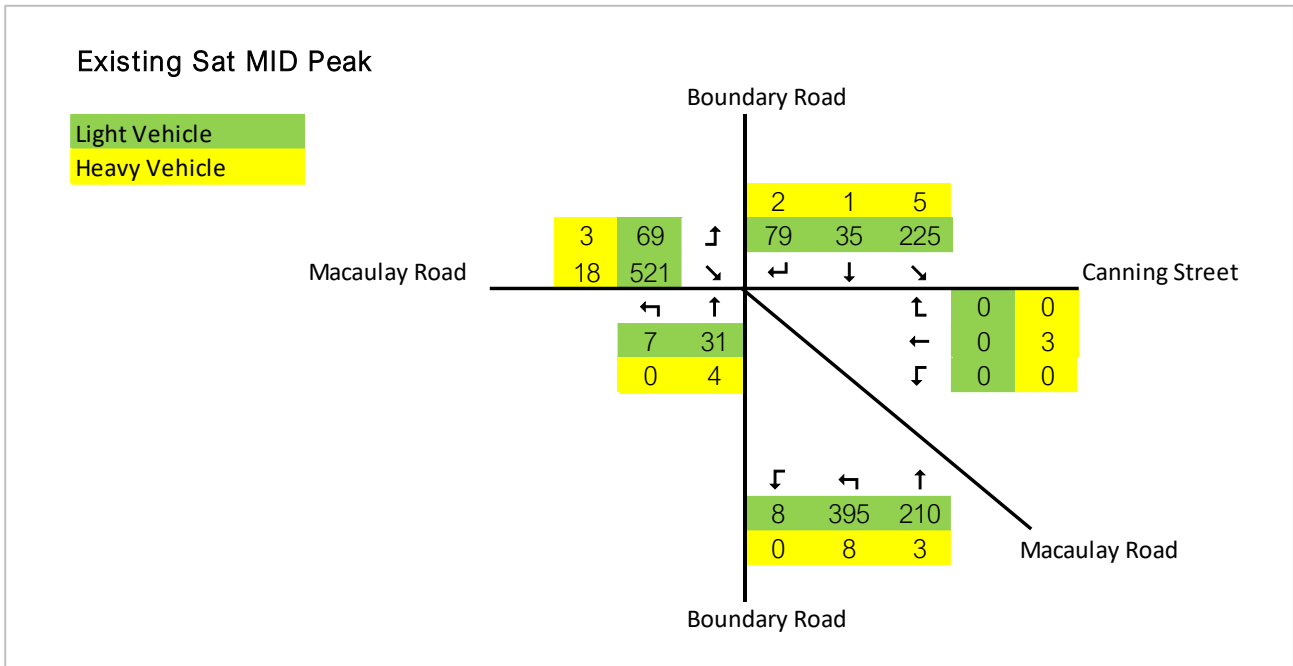 Existing Sat MID Peak
Boundary Road
Light Vehicle
Heavy Vehicle
2 1 5
3 69 79 35 225
Macaulay Road 18 521 Canning Street
0 0
7 31 0 3
0 4 0 0
8 395 210
0 8 3 Macaulay Road
Boundary Road